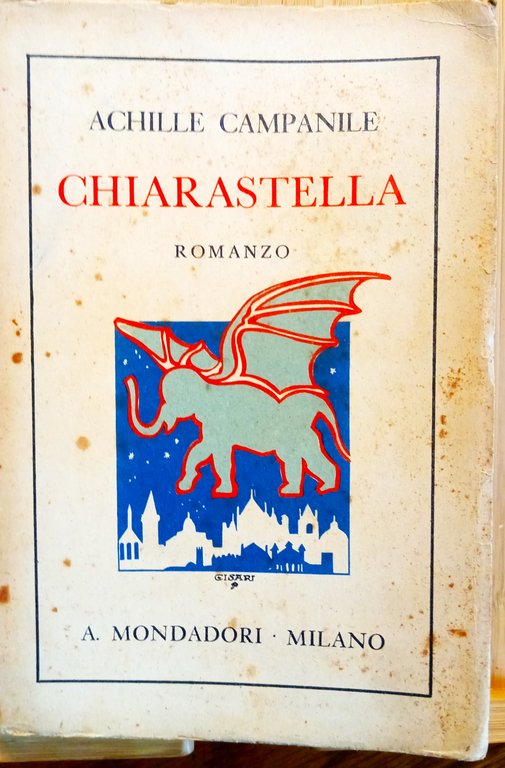 ACHILLE CAMPANILE
CHIARASTELLA
ROMANZO
CISARI
A. MONDADORI · MILANO